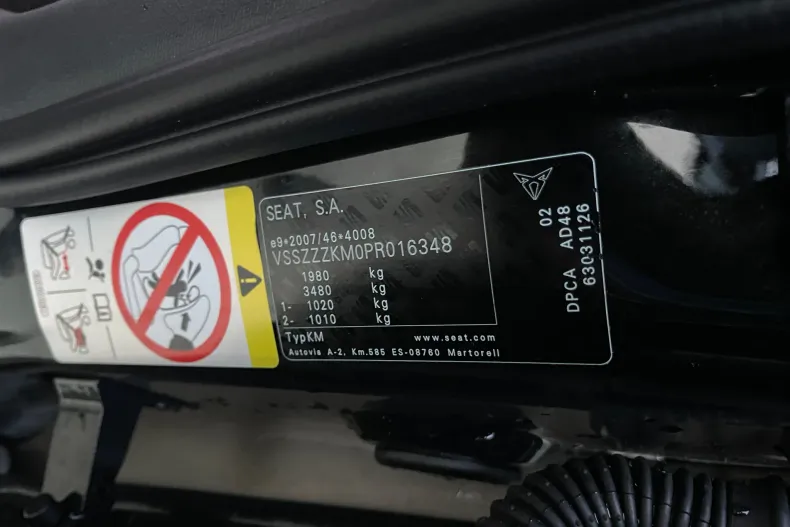 SEAT, S.A.
e9*2007/46*4008
VSSZZZKM0PR016348
1980 kg
3480 kg
1- 1020 kg
2- 1010 kg
TypKM www.seat.com
Autovia A-2, Km.585 ES-08760 Martorell
02
DPCA AD48
63031126